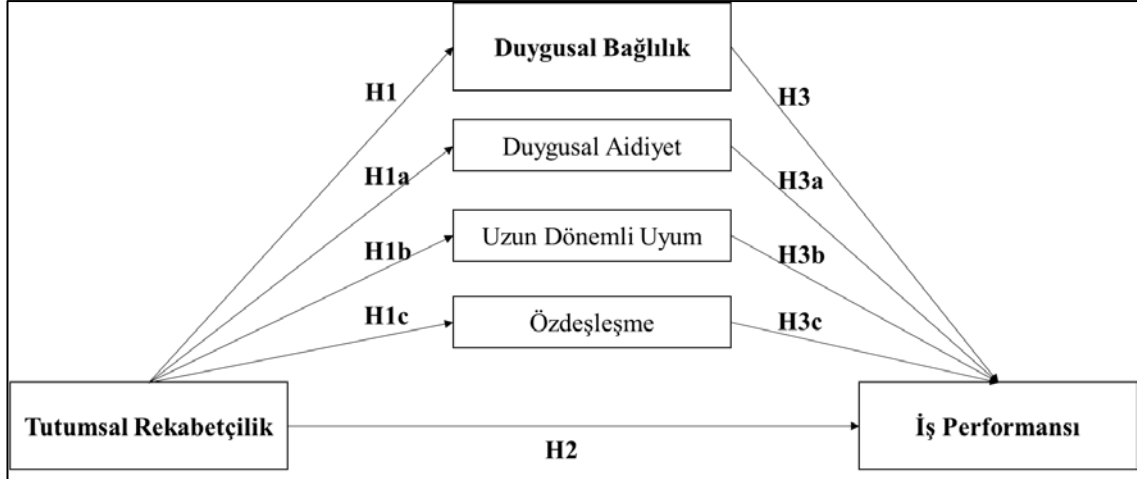 Duygusal Bağlılık
H1
H3
Duygusal Aidiyet
H1a
H3a
Uzun Dönemli Uyum
H1b
H3b
Özdeşleşme
H1c
H3c
Tutumsal Rekabetçilik
İş Performansı
H2